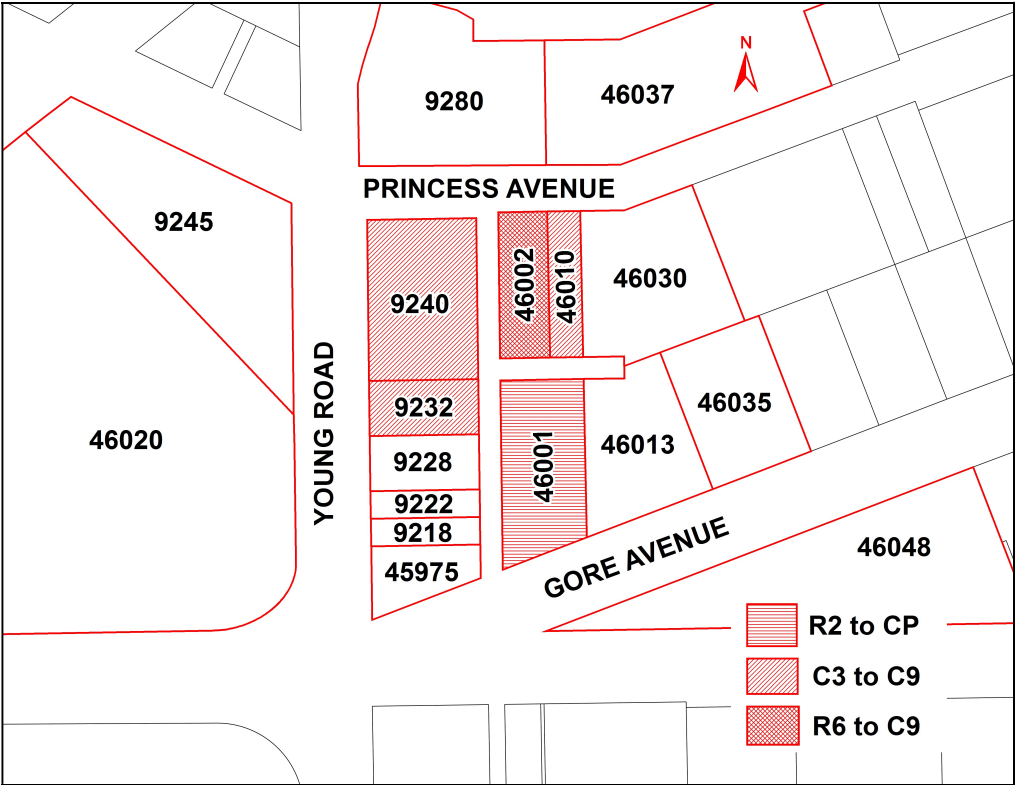 N
9280
46037
PRINCESS AVENUE
9245
9240
46002
46010
46030
9232
YOUNG ROAD
46020
9228
46001
46013
46035
9222
9218
45975
GORE AVENUE
46048
R2 to CP
C3 to C9
R6 to C9